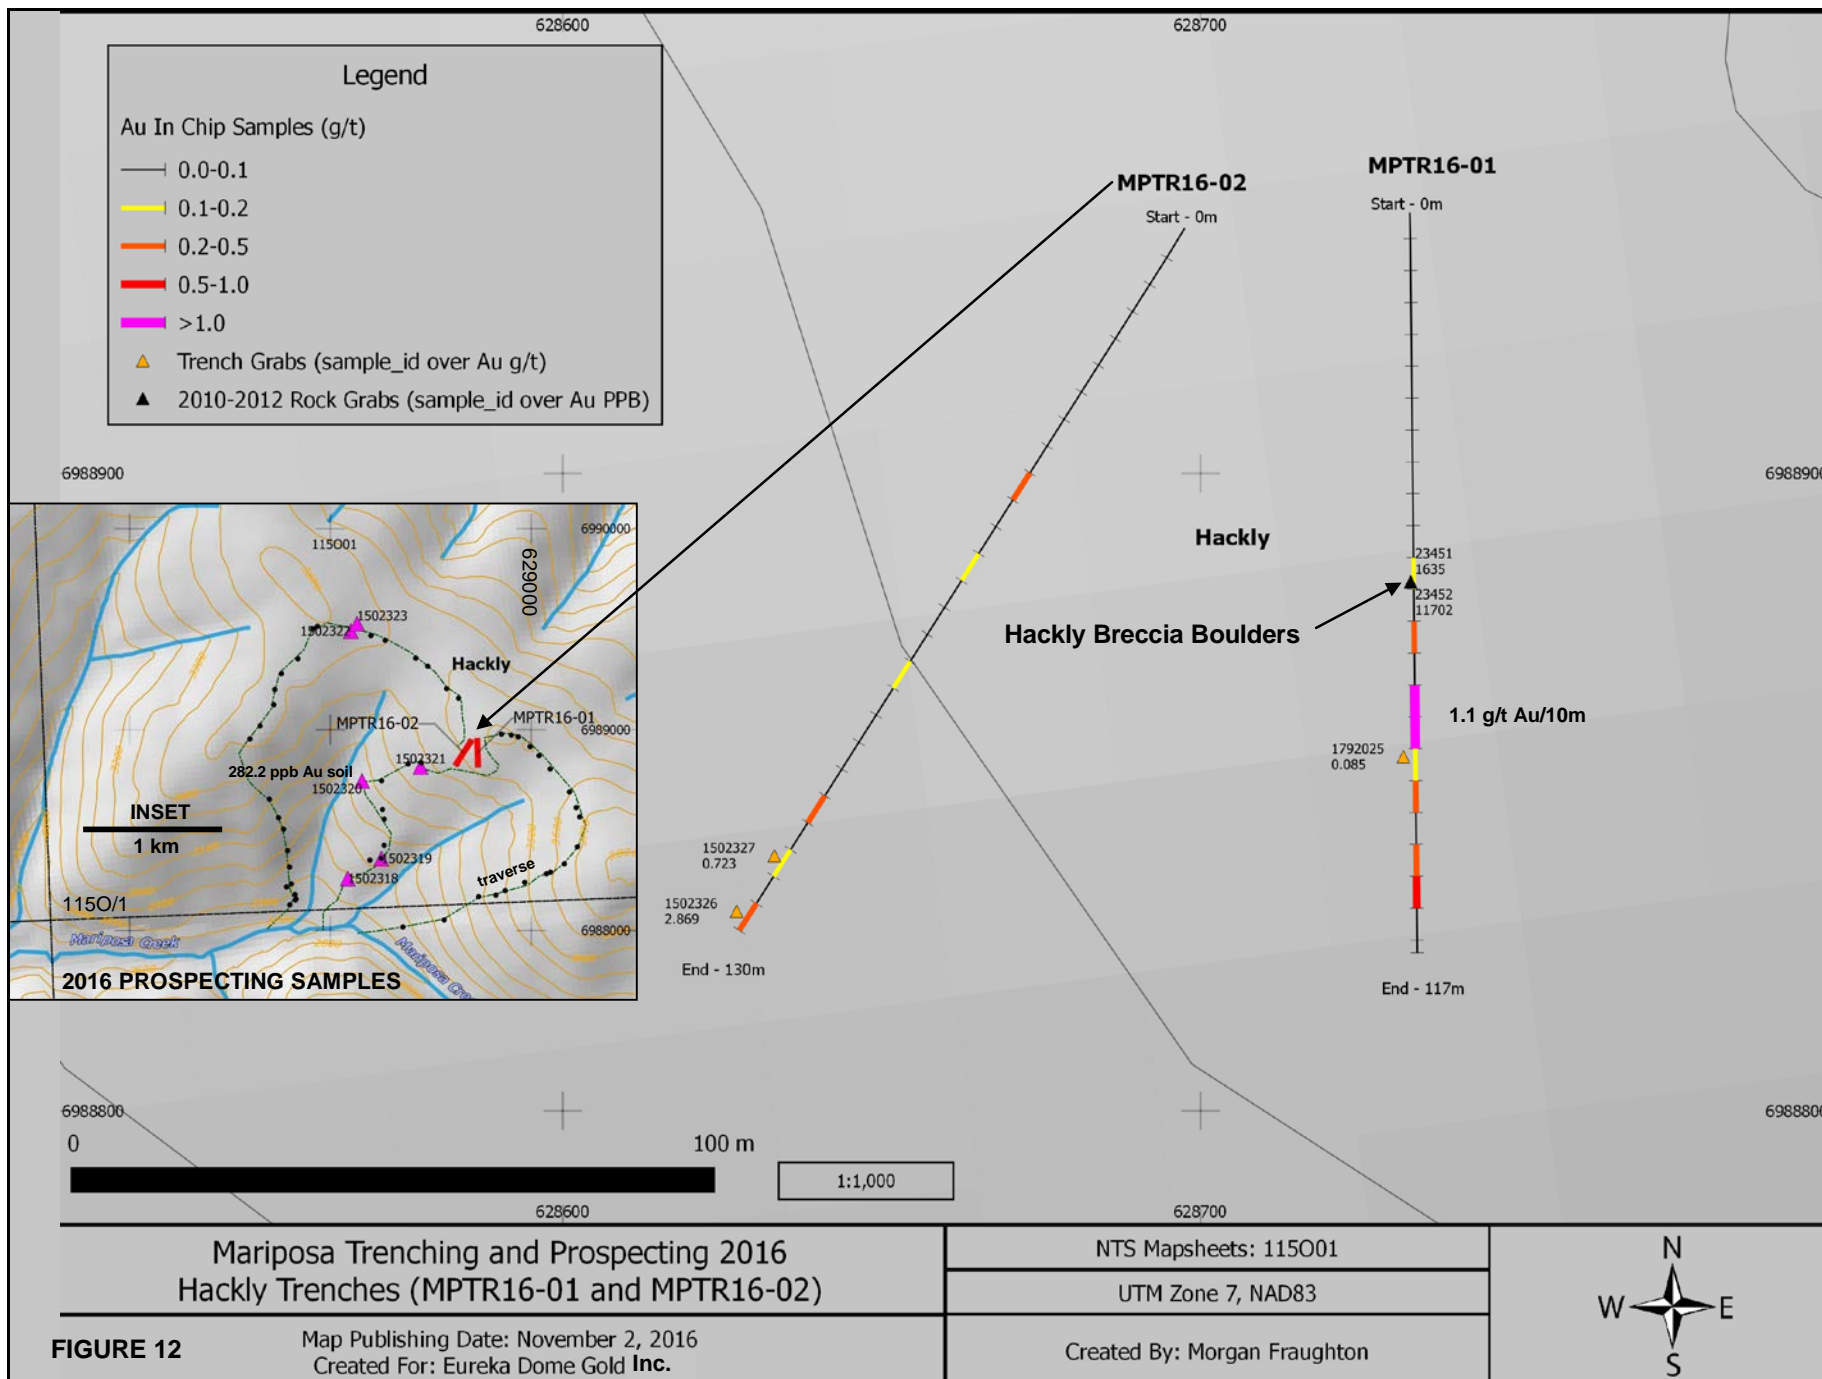 628600
628700
Legend
Au In Chip Samples (g/t)
0.0-0.1
0.1-0.2
0.2-0.5
0.5-1.0
>1.0
Trench Grabs (sample_id over Au g/t)
2010-2012 Rock Grabs (sample_id over Au PPB)
MPTR16-02
Start - 0m
MPTR16-01
Start - 0m
6988900
6988900
Hackly
23451
1635
23452
11702
Hackly Breccia Boulders
1.1 g/t Au/10m
1792025
0.085
1502327
0.723
1502326
2.869
End - 130m
End - 117m
6990000
115O01
629000
1502323
1502322
Hackly
MPTR16-02
MPTR16-01
6989000
1502321
282.2 ppb Au soil
1502320
INSET
1 km
1502319
1502318
traverse
115O/1
6988000
Mariposa Creek
Mariposa Creek
2016 PROSPECTING SAMPLES
6988800
6988800
0
100 m
1:1,000
628600
628700
Mariposa Trenching and Prospecting 2016
Hackly Trenches (MPTR16-01 and MPTR16-02)
NTS Mapsheets: 115O01
UTM Zone 7, NAD83
FIGURE 12
Map Publishing Date: November 2, 2016
Created For: Eureka Dome Gold Inc.
Created By: Morgan Fraughton
N
W
E
S